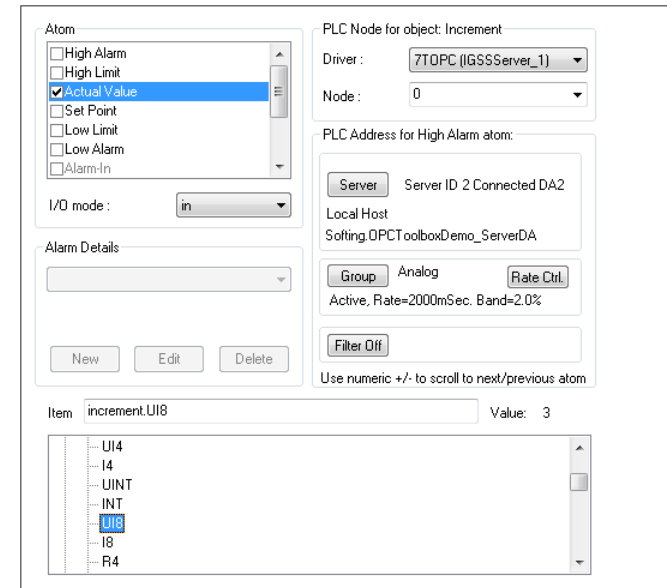 Atom
High Alarm
High Limit
Actual Value
Set Point
Low Limit
Low Alarm
Alarm-In
I/O mode :
in
Alarm Details
New
Edit
Delete
PLC Node for object: Increment
Driver :
7TOPC (IGSSServer_1)
Node :
0
PLC Address for High Alarm atom:
Server
Server ID 2 Connected DA2
Local Host
Softing.OPCToolboxDemo_ServerDA
Group
Analog
Rate Ctrl.
Active, Rate=2000mSec. Band=2.0%
Filter Off
Use numeric +/- to scroll to next/previous atom
Item
increment.UI8
Value: 3
UI4
I4
UINT
INT
UI8
I8
R4